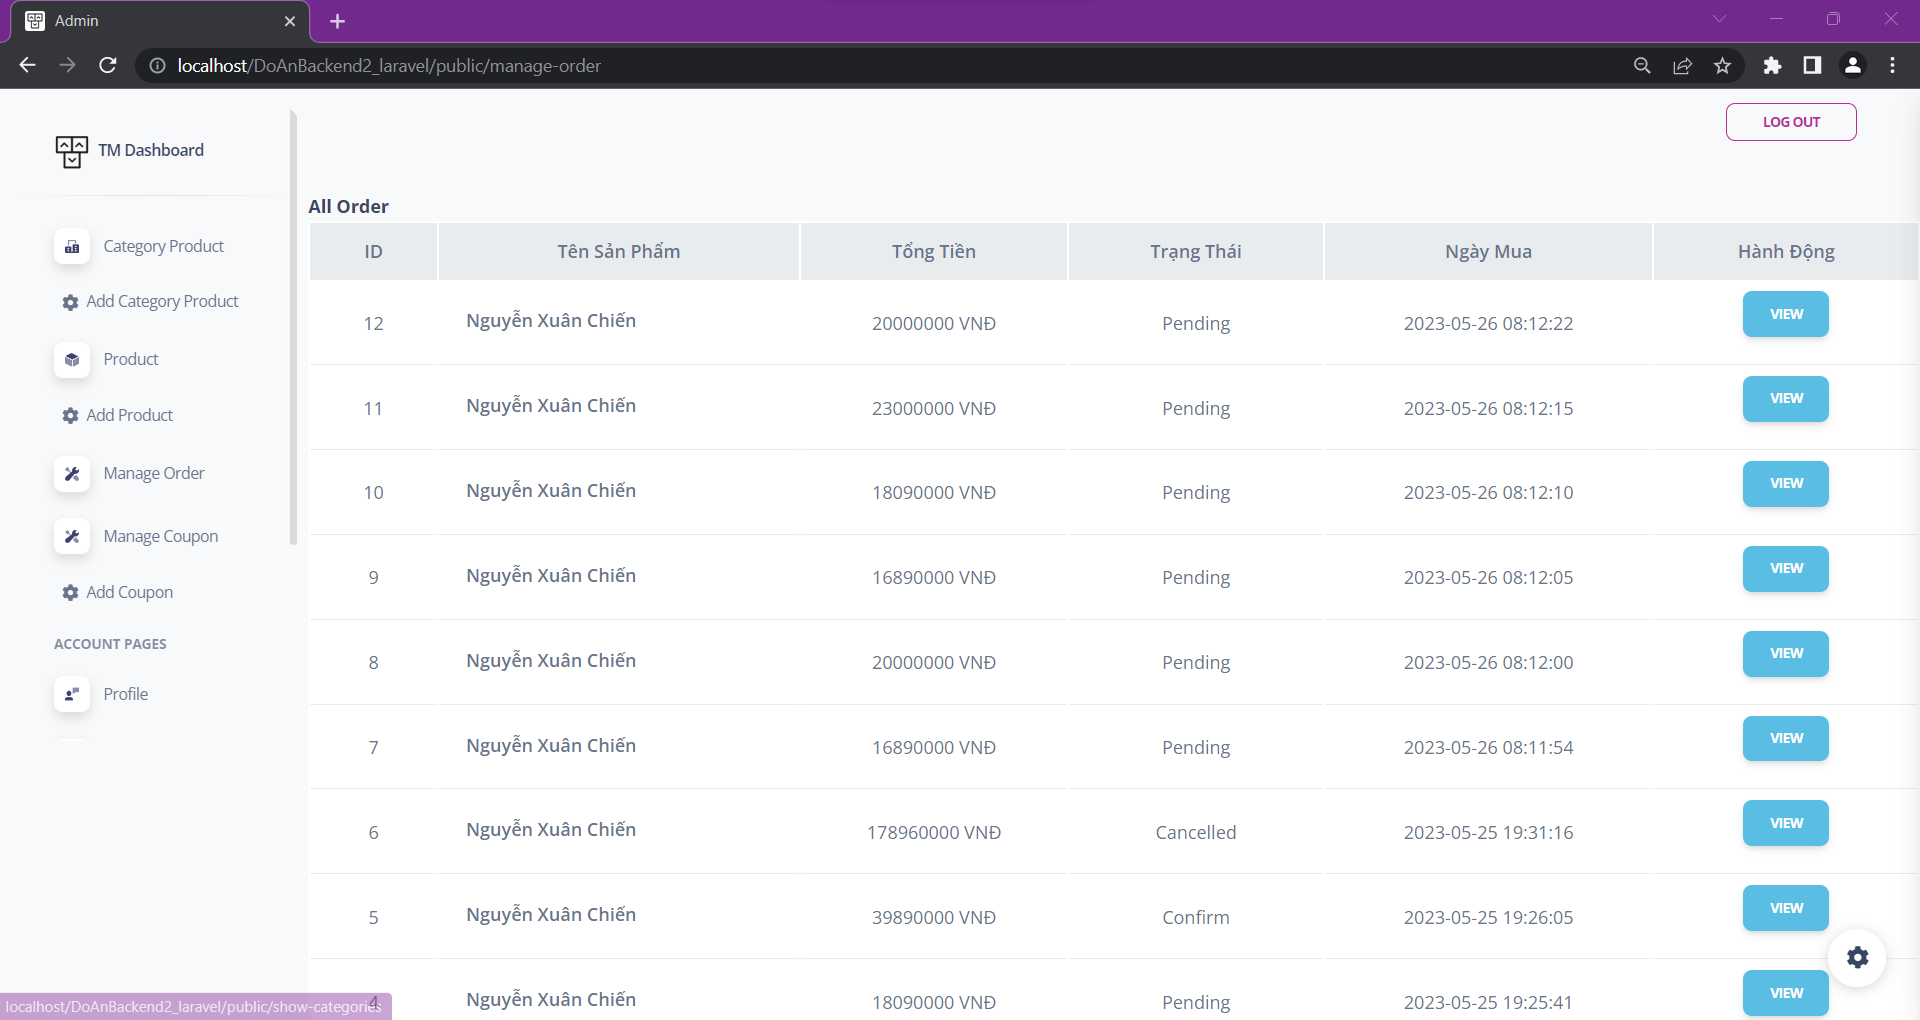 Admin
localhost/DoAnBackend2_laravel/public/manage-order
LOG OUT
TM Dashboard
Category Product
Add Category Product
Product
Add Product
Manage Order
Manage Coupon
Add Coupon
ACCOUNT PAGES
Profile
All Order
ID Tên Sản Phẩm Tổng Tiền Trạng Thái Ngày Mua Hành Động
12 Nguyễn Xuân Chiến 20000000 VNĐ Pending 2023-05-26 08:12:22 VIEW
11 Nguyễn Xuân Chiến 23000000 VNĐ Pending 2023-05-26 08:12:15 VIEW
10 Nguyễn Xuân Chiến 18090000 VNĐ Pending 2023-05-26 08:12:10 VIEW
9 Nguyễn Xuân Chiến 16890000 VNĐ Pending 2023-05-26 08:12:05 VIEW
8 Nguyễn Xuân Chiến 20000000 VNĐ Pending 2023-05-26 08:12:00 VIEW
7 Nguyễn Xuân Chiến 16890000 VNĐ Pending 2023-05-26 08:11:54 VIEW
6 Nguyễn Xuân Chiến 178960000 VNĐ Cancelled 2023-05-25 19:31:16 VIEW
5 Nguyễn Xuân Chiến 39890000 VNĐ Confirm 2023-05-25 19:26:05 VIEW
4 Nguyễn Xuân Chiến 18090000 VNĐ Pending 2023-05-25 19:25:41 VIEW
localhost/DoAnBackend2_laravel/public/show-categories